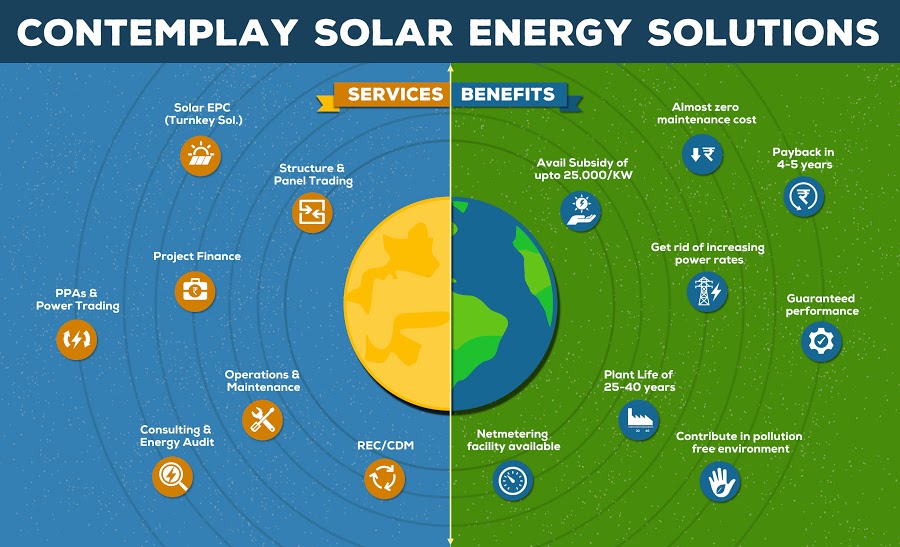 CONTEMPLAY SOLAR ENERGY SOLUTIONS
SERVICES
BENEFITS
Solar EPC
(Turnkey Sol.)
Structure &
Panel Trading
Project Finance
PPAs &
Power Trading
Operations &
Maintenance
Consulting &
Energy Audit
REC/CDM
Almost zero
maintenance cost
Payback in
4-5 years
Avail Subsidy of
upto 25,000/KW
Get rid of increasing
power rates
Guaranteed
performance
Plant Life of
25-40 years
Netmetering
facility available
Contribute in pollution
free environment